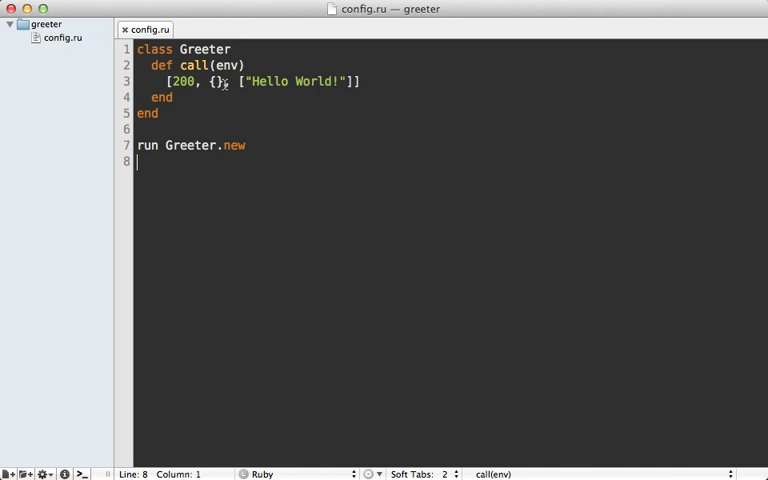 config.ru — greeter
greeter
config.ru
config.ru
1 class Greeter
2 def call(env)
3 [200, {}, ["Hello World!"]]
4 end
5 end
6
7 run Greeter.new
8
Line: 8 Column: 1 L Ruby Soft Tabs: 2 call(env)